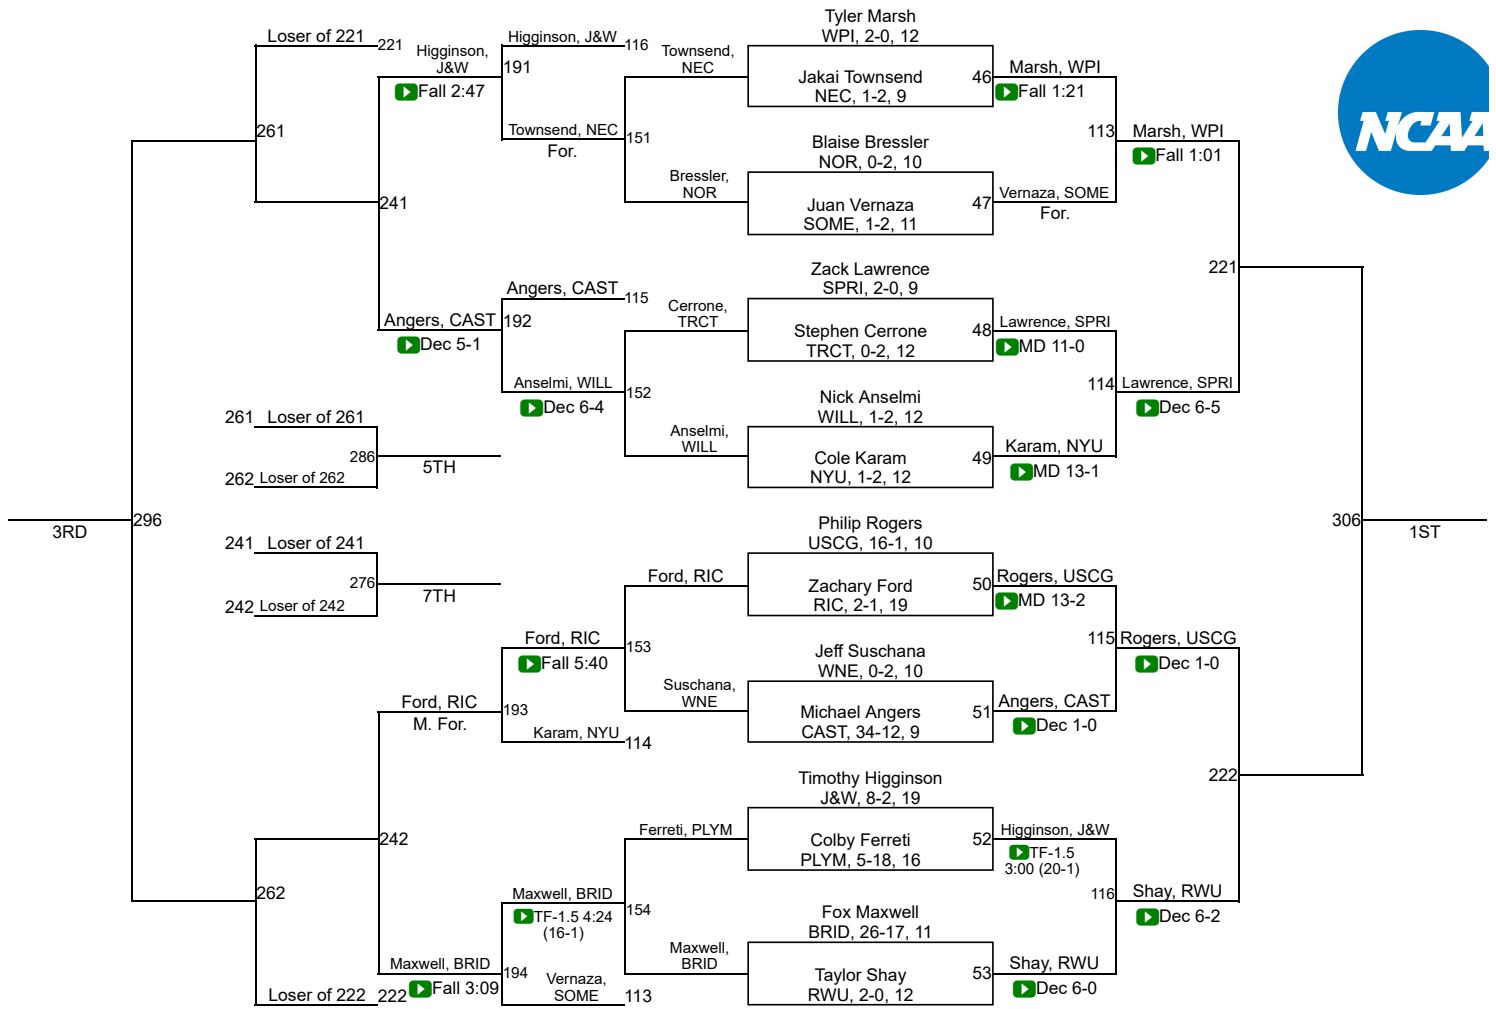 Tyler Marsh
WPI, 2-0, 12
Loser of 221
221
Higginson,
J&W
Fall 2:47
Higginson, J&W
116
191
Townsend,
NEC
Jakai Townsend
NEC, 1-2, 9
46
Marsh, WPI
Fall 1:21
NCAA
261
Townsend, NEC
For.
151
Blaise Bressler
NOR, 0-2, 10
113
Marsh, WPI
Fall 1:01
241
Bressler,
NOR
Juan Vernaza
SOME, 1-2, 11
47
Vernaza, SOME
For.
Zack Lawrence
SPRI, 2-0, 9
221
Angers, CAST
115
Angers, CAST
Dec 5-1
192
Cerrone,
TRCT
Stephen Cerrone
TRCT, 0-2, 12
48
Lawrence, SPRI
MD 11-0
Anselmi, WILL
Dec 6-4
152
Nick Anselmi
WILL, 1-2, 12
114
Lawrence, SPRI
Dec 6-5
261
Loser of 261
286
5TH
262
Loser of 262
Anselmi,
WILL
Cole Karam
NYU, 1-2, 12
49
Karam, NYU
MD 13-1
3RD
296
Philip Rogers
USCG, 16-1, 10
306
1ST
241
Loser of 241
276
7TH
242
Loser of 242
Ford, RIC
Zachary Ford
RIC, 2-1, 19
50
Rogers, USCG
MD 13-2
Ford, RIC
Fall 5:40
153
Jeff Suschana
WNE, 0-2, 10
115
Rogers, USCG
Dec 1-0
Ford, RIC
M. For.
193
Karam, NYU
114
Suschana,
WNE
Michael Angers
CAST, 34-12, 9
51
Angers, CAST
Dec 1-0
Timothy Higginson
J&W, 8-2, 19
222
242
Ferreti, PLYM
Colby Ferreti
PLYM, 5-18, 16
52
Higginson, J&W
TF-1.5
3:00 (20-1)
262
Maxwell, BRID
TF-1.5 4:24
(16-1)
154
Fox Maxwell
BRID, 26-17, 11
116
Shay, RWU
Dec 6-2
Maxwell, BRID
Fall 3:09
194
Vernaza,
SOME
113
Maxwell,
BRID
Taylor Shay
RWU, 2-0, 12
53
Shay, RWU
Dec 6-0
Loser of 222
222